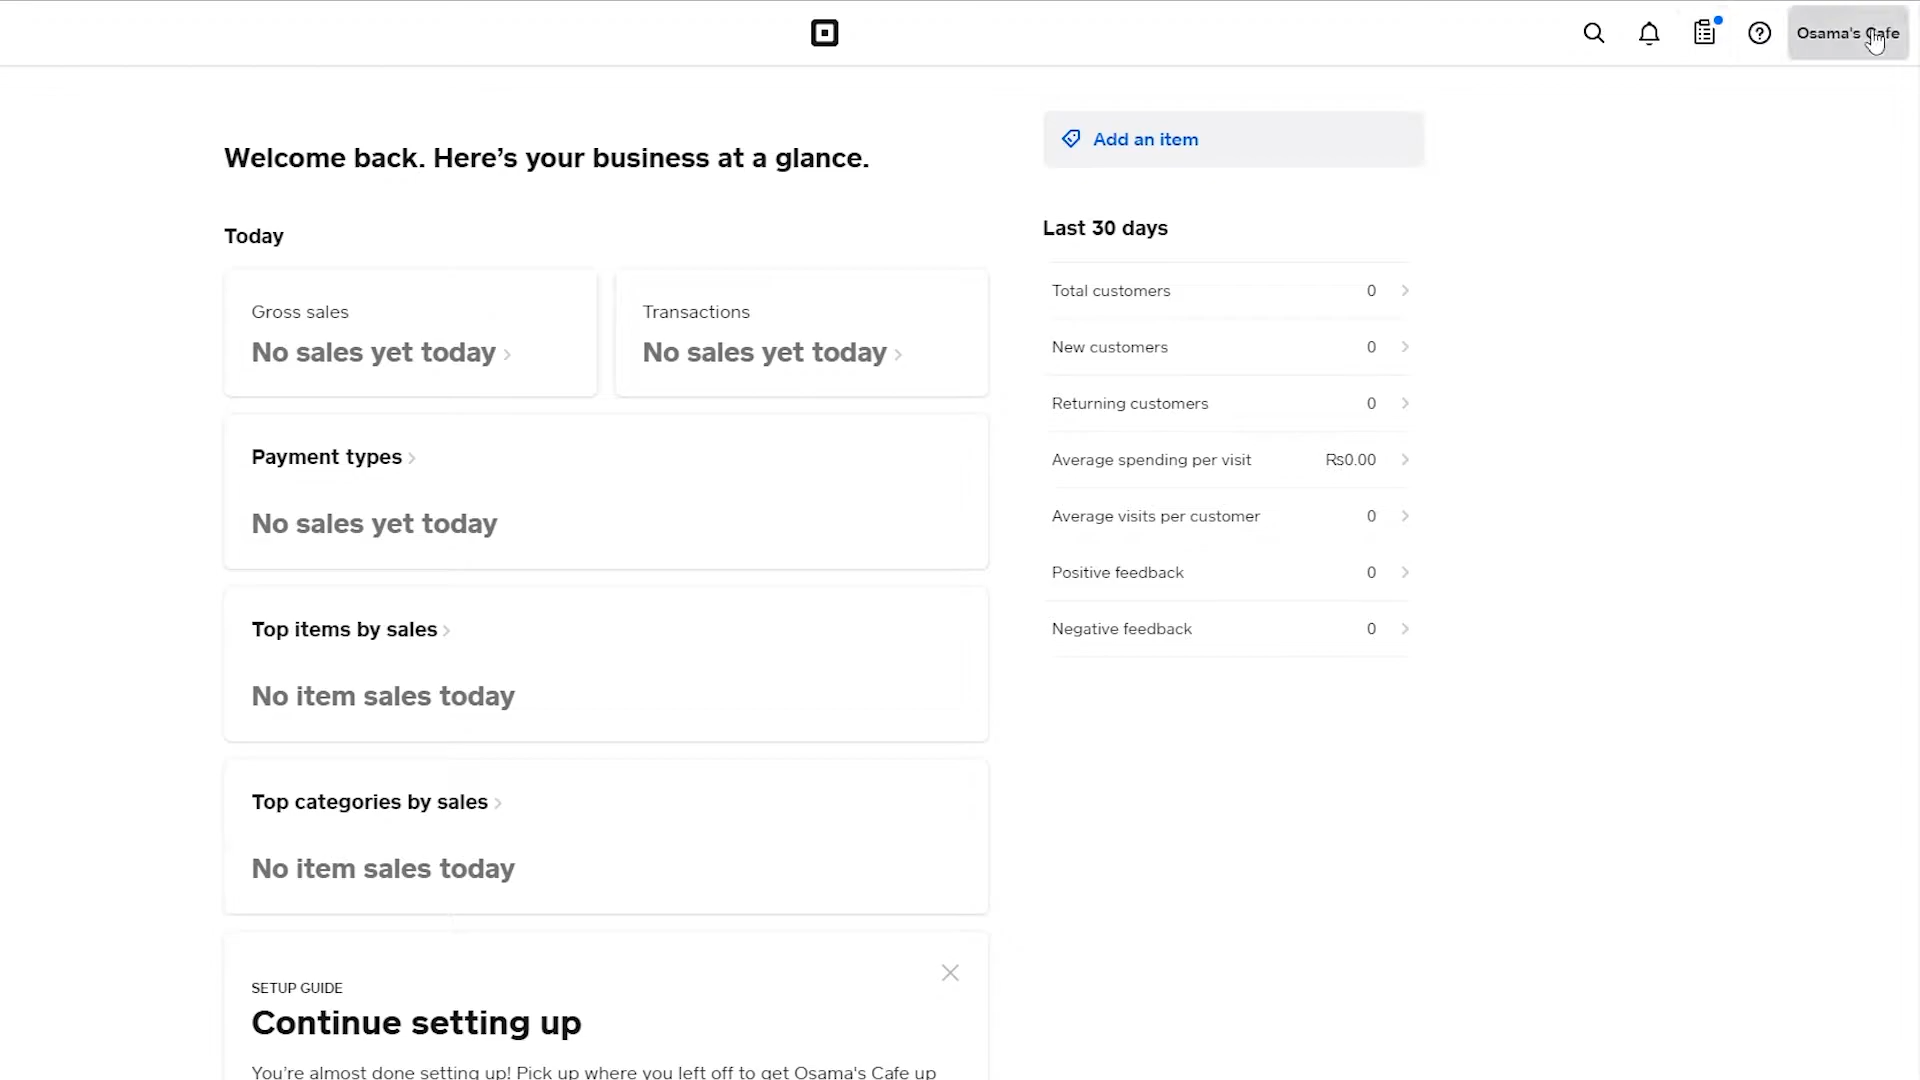 Osama's Cafe
Welcome back. Here’s your business at a glance.
Add an item
Today
Gross sales
No sales yet today
Transactions
No sales yet today
Payment types
No sales yet today
Top items by sales
No item sales today
Top categories by sales
No item sales today
SETUP GUIDE
Continue setting up
You’re almost done setting up! Pick up where you left off to get Osama's Cafe up
Last 30 days
Total customers 0
New customers 0
Returning customers 0
Average spending per visit Rs0.00
Average visits per customer 0
Positive feedback 0
Negative feedback 0